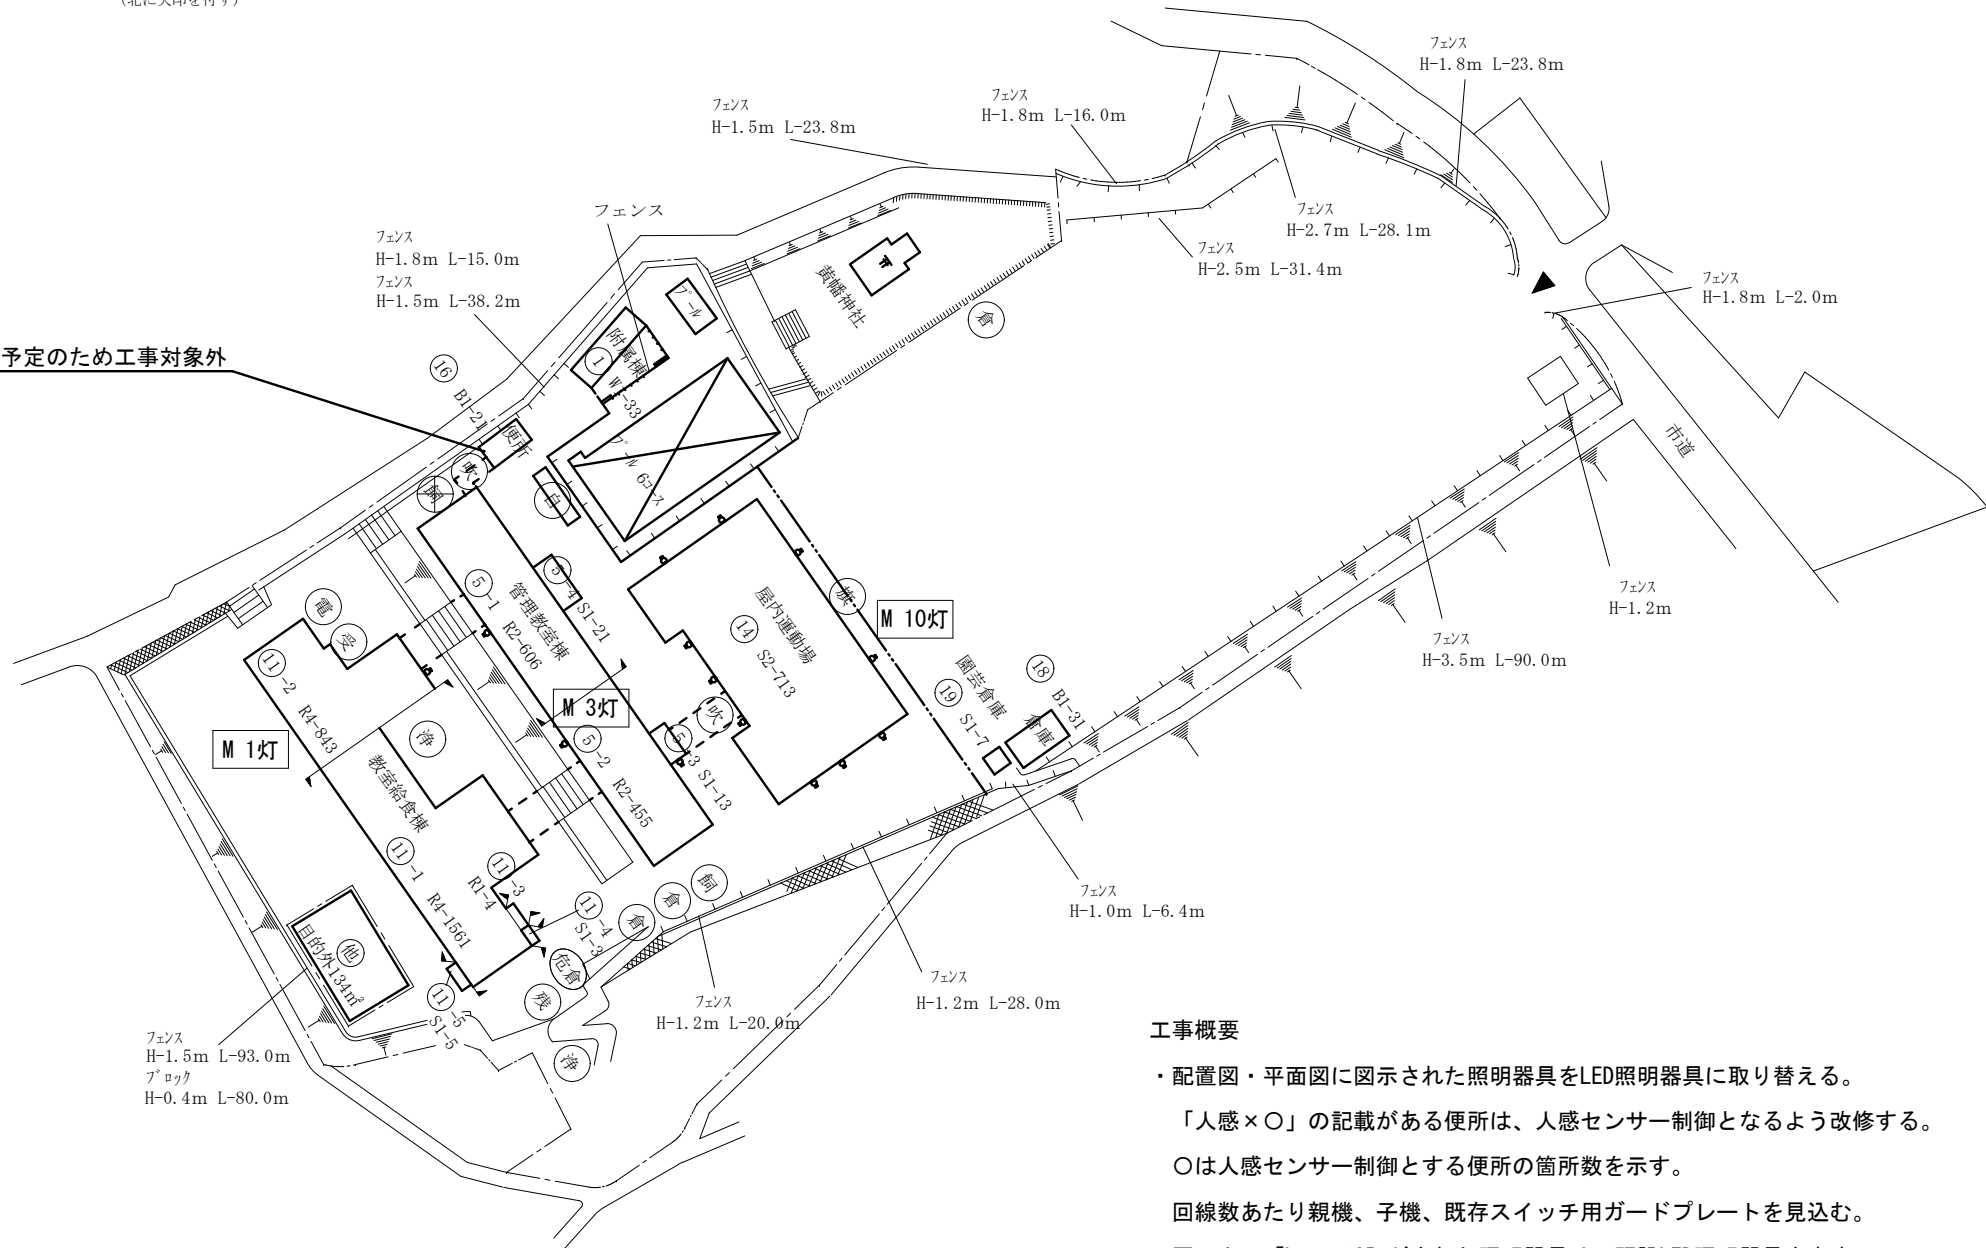 (北に矢印を付す)
フェンス
H-1.8m L-23.8m
フェンス
H-1.8m L-16.0m
フェンス
H-1.5m L-23.8m
フェンス
H-2.7m L-28.1m
フェンス
H-2.5m L-31.4m
フェンス
H-1.8m L-2.0m
フェンス
フェンス
H-1.8m L-15.0m
フェンス
H-1.5m L-38.2m
予定のため工事対象外
黄幡神社
倉
プール
附属棟
1
W1-33
16
B1-21
便所
吹
飼
白
プール 6コース
市道
フェンス
H-1.2m
フェンス
H-3.5m L-90.0m
電
受
5-1
管理教室棟
R2-606
5-4 S1-21
屋内運動場
14 S2-713
旗
M 10灯
園芸倉庫
19 S1-7
18 B1-31
倉庫
11-2 R4-843
M 1灯
浄
M 3灯
5-2 R2-455
吹
5-3 S1-13
教室給食棟
11-1 R4-1561
11-3
R1-4
11-4
S1-3
11-5
S1-5
他
目的外134㎡
倉
倉
飼
危倉
残
浄
フェンス
H-1.0m L-6.4m
フェンス
H-1.2m L-28.0m
フェンス
H-1.2m L-20.0m
フェンス
H-1.5m L-93.0m
ブロック
H-0.4m L-80.0m
工事概要
・配置図・平面図に図示された照明器具をLED照明器具に取り替える。
「人感×〇」の記載がある便所は、人感センサー制御となるよう改修する。
〇は人感センサー制御とする便所の箇所数を示す。
回線数あたり親機、子機、既存スイッチ用ガードプレートを見込む。